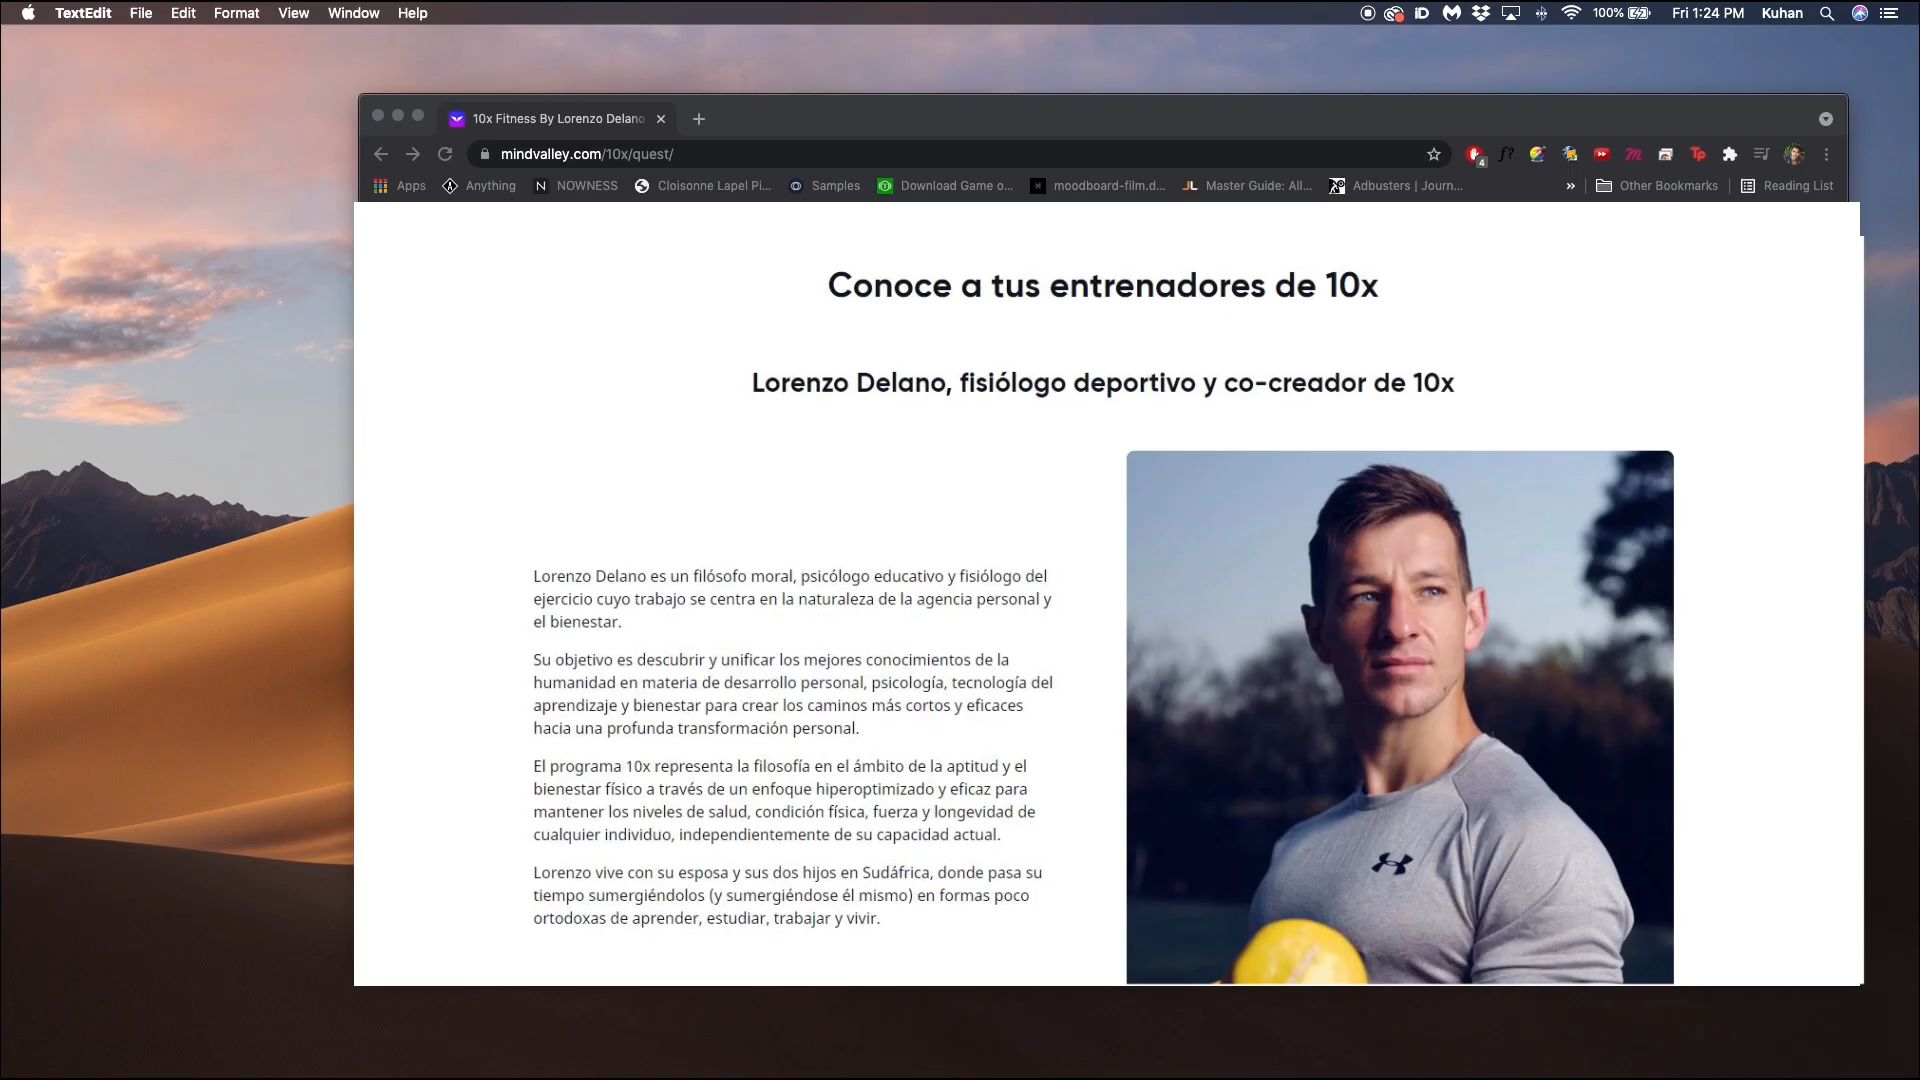 TextEdit File Edit Format View Window Help
100% Fri 1:24 PM Kuhan
10x Fitness By Lorenzo Delano
mindvalley.com/10x/quest/
4
Apps Anything NOWNESS Cloisonne Lapel Pi... Samples Download Game o... moodboard-film.d... Master Guide: All... Adbusters | Journ... » Other Bookmarks Reading List
Conoce a tus entrenadores de 10x
Lorenzo Delano, fisiólogo deportivo y co-creador de 10x
Lorenzo Delano es un filósofo moral, psicólogo educativo y fisiólogo del
ejercicio cuyo trabajo se centra en la naturaleza de la agencia personal y
el bienestar.
Su objetivo es descubrir y unificar los mejores conocimientos de la
humanidad en materia de desarrollo personal, psicología, tecnología del
aprendizaje y bienestar para crear los caminos más cortos y eficaces
hacia una profunda transformación personal.
El programa 10x representa la filosofía en el ámbito de la aptitud y el
bienestar físico a través de un enfoque hiperoptimizado y eficaz para
mantener los niveles de salud, condición física, fuerza y longevidad de
cualquier individuo, independientemente de su capacidad actual.
Lorenzo vive con su esposa y sus dos hijos en Sudáfrica, donde pasa su
tiempo sumergiéndolos (y sumergiéndose él mismo) en formas poco
ortodoxas de aprender, estudiar, trabajar y vivir.